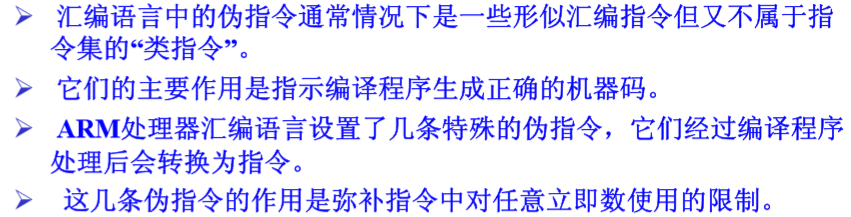 ➢ 汇编语言中的伪指令通常情况下是一些形似汇编指令但又不属于指
令集的“类指令”。
➢ 它们的主要作用是指示编译程序生成正确的机器码。
➢ ARM处理器汇编语言设置了几条特殊的伪指令，它们经过编译程序
处理后会转换为指令。
➢ 这几条伪指令的作用是弥补指令中对任意立即数使用的限制。